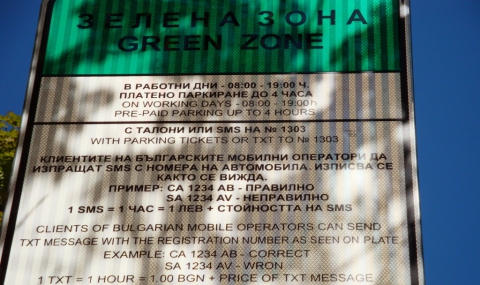 ЗЕЛЕНА ЗОНА
GREEN ZONE
В РАБОТНИ ДНИ - 08:00 - 19:00 Ч.
ПЛАТЕНО ПАРКИРАНЕ ДО 4 ЧАСА
ON WORKING DAYS - 08:00 - 19:00h
PRE-PAID PARKING UP TO 4 HOURS
С ТАЛОНИ ИЛИ SMS НА № 1303
WITH PARKING TICKETS OR TXT TO № 1303
КЛИЕНТИТЕ НА БЪЛГАРСКИТЕ МОБИЛНИ ОПЕРАТОРИ ДА
ИЗПРАЩАТ SMS С НОМЕРА НА АВТОМОБИЛА. ИЗПИСВА СЕ
КАКТО СЕ ВИЖДА.
ПРИМЕР: CA 1234 AB - ПРАВИЛНО
SA 1234 AV - НЕПРАВИЛНО
1 SMS = 1 ЧАС = 1 ЛЕВ + СТОЙНОСТТА НА SMS
CLIENTS OF BULGARIAN MOBILE OPERATORS CAN SEND
TXT MESSAGE WITH THE REGISTRATION NUMBER AS SEEN ON PLATE
EXAMPLE: CA 1234 AB - CORRECT
SA 1234 AV - WRON
1 TXT = 1 HOUR = 1.00 BGN + PRICE OF TXT MESSAGE